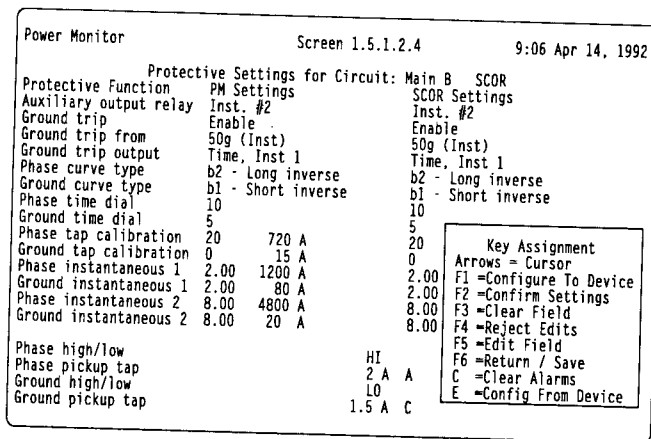 Power Monitor Screen 1.5.1.2.4 9:06 Apr 14, 1992
Protective Settings for Circuit: Main B SCOR
Protective Function PM Settings SCOR Settings
Auxiliary output relay Inst. #2 Inst. #2
Ground trip Enable Enable
Ground trip from 50g (Inst) 50g (Inst)
Ground trip output Time, Inst 1 Time, Inst 1
Phase curve type b2 - Long inverse b2 - Long inverse
Ground curve type b1 - Short inverse b1 - Short inverse
Phase time dial 10 10
Ground time dial 5 5
Phase tap calibration 20 720 A 20
Ground tap calibration 0 15 A 0
Phase instantaneous 1 2.00 1200 A 2.00
Ground instantaneous 1 2.00 80 A 2.00
Phase instantaneous 2 8.00 4800 A 8.00
Ground instantaneous 2 8.00 20 A 8.00
Phase high/low HI
Phase pickup tap 2 A A
Ground high/low LO
Ground pickup tap 1.5 A C
Key Assignment
Arrows = Cursor
F1 =Configure To Device
F2 =Confirm Settings
F3 =Clear Field
F4 =Reject Edits
F5 =Edit Field
F6 =Return / Save
C =Clear Alarms
E =Config From Device